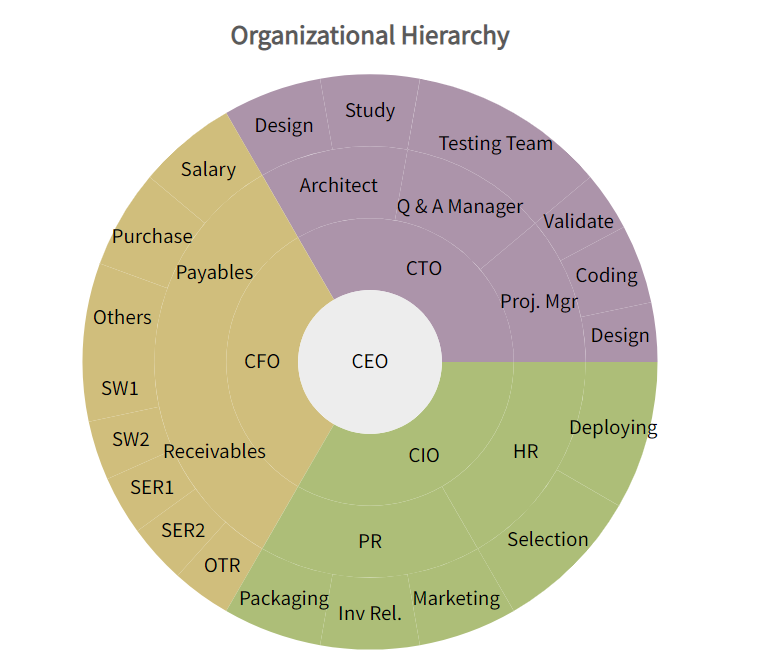 Organizational Hierarchy
Design
Study
Testing Team
Salary
Architect
Q & A Manager
Validate
Purchase
Payables
CTO
Coding
Proj. Mgr
Others
Design
CFO
CEO
SW1
Deploying
SW2
Receivables
CIO
HR
SER1
SER2
PR
Selection
OTR
Packaging
Inv Rel.
Marketing